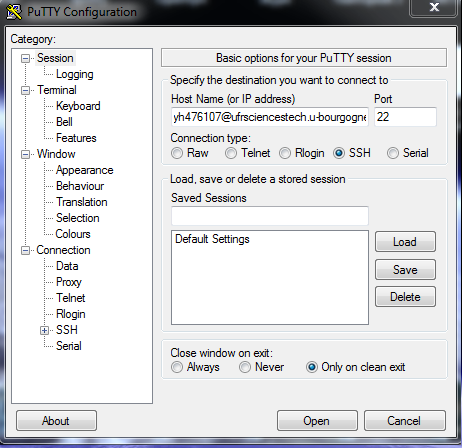 PuTTY Configuration
Category:
Session
Logging
Terminal
Keyboard
Bell
Features
Window
Appearance
Behaviour
Translation
Selection
Colours
Connection
Data
Proxy
Telnet
Rlogin
SSH
Serial
Basic options for your PuTTY session
Specify the destination you want to connect to
Host Name (or IP address) Port
yh476107@ufrsciencestech.u-bourgogne 22
Connection type:
Raw Telnet Rlogin SSH Serial
Load, save or delete a stored session
Saved Sessions
Default Settings
Load
Save
Delete
Close window on exit:
Always Never Only on clean exit
About Open Cancel